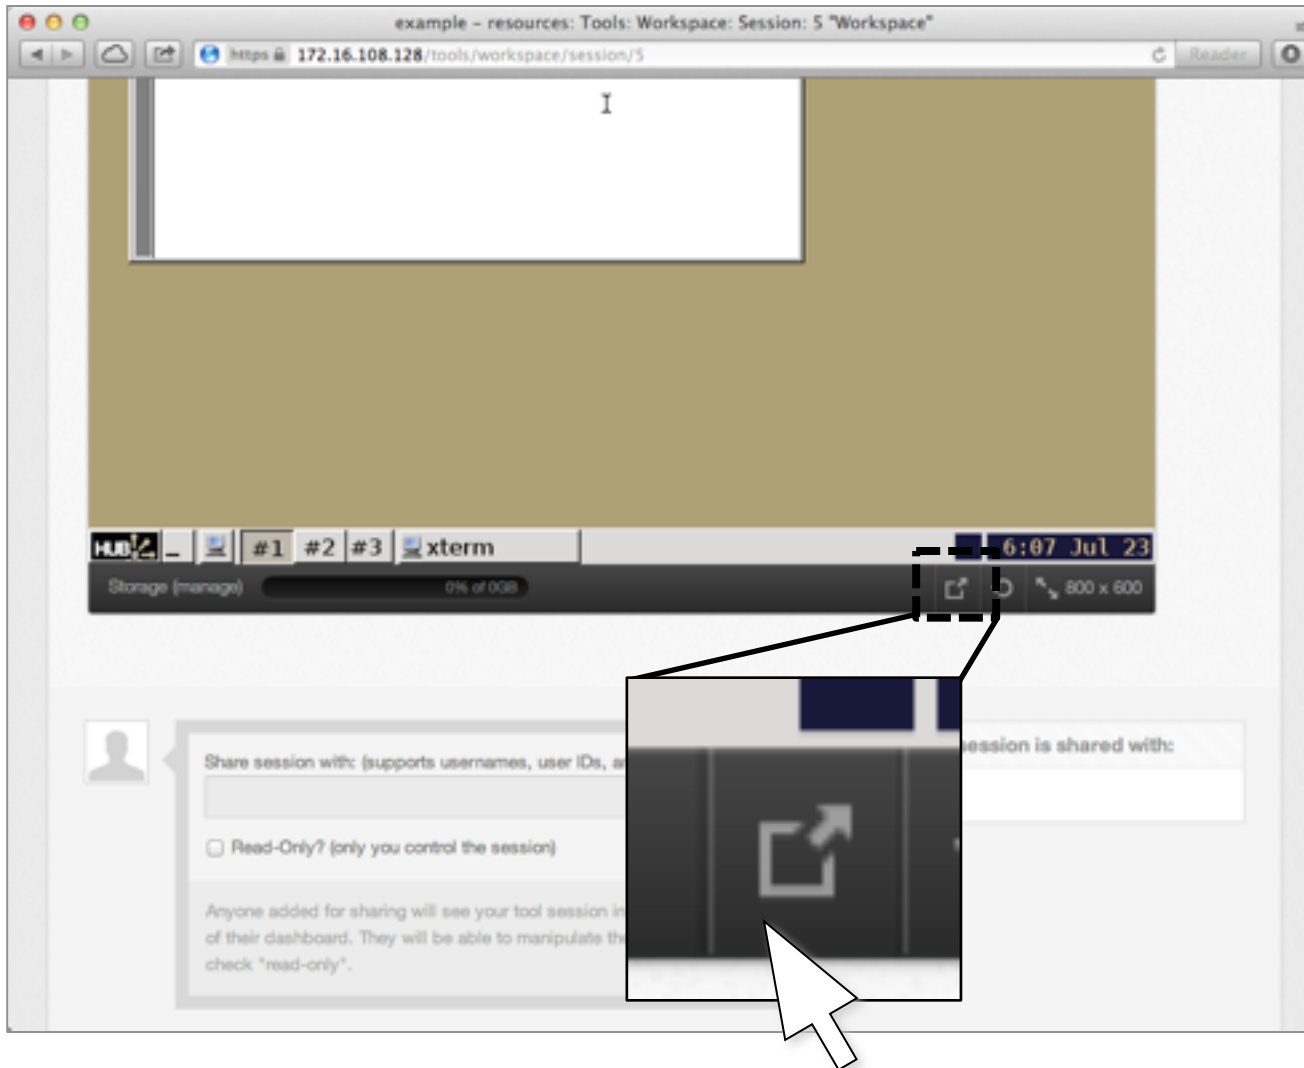 example – resources: Tools: Workspace: Session: 5 "Workspace"
https 172.16.108.128/tools/workspace/session/5
Reader
HUB
_ #1 #2 #3 xterm
6:07 Jul 23
Storage (manage) 0% of 0GB 800 x 600
Share session with: (supports usernames, user IDs,
session is shared with:
Read-Only? (only you control the session)
Anyone added for sharing will see your tool session in
of their dashboard. They will be able to manipulate
check "read-only".